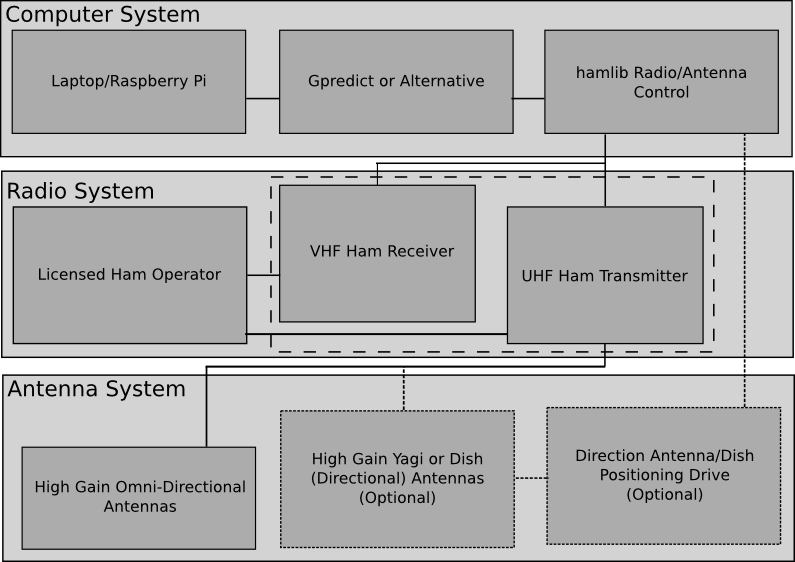 Computer System
Laptop/Raspberry Pi
Gpredict or Alternative
hamlib Radio/Antenna
Control
Radio System
Licensed Ham Operator
VHF Ham Receiver
UHF Ham Transmitter
Antenna System
High Gain Omni-Directional
Antennas
High Gain Yagi or Dish
(Directional) Antennas
(Optional)
Direction Antenna/Dish
Positioning Drive
(Optional)